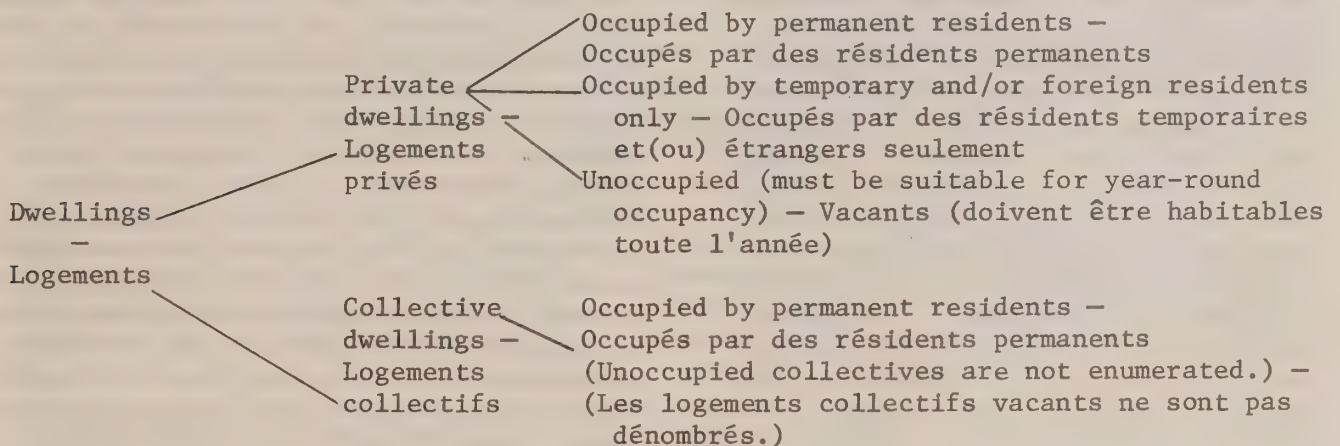 Dwellings
—
Logements
Private
dwellings —
Logements
privés
Occupied by permanent residents —
Occupés par des résidents permanents
Occupied by temporary and/or foreign residents
only — Occupés par des résidents temporaires
et(ou) étrangers seulement
Unoccupied (must be suitable for year-round
occupancy) — Vacants (doivent être habitables
toute l'année)
Collective
dwellings —
Logements
collectifs
Occupied by permanent residents —
Occupés par des résidents permanents
(Unoccupied collectives are not enumerated.) —
(Les logements collectifs vacants ne sont pas
dénombrés.)